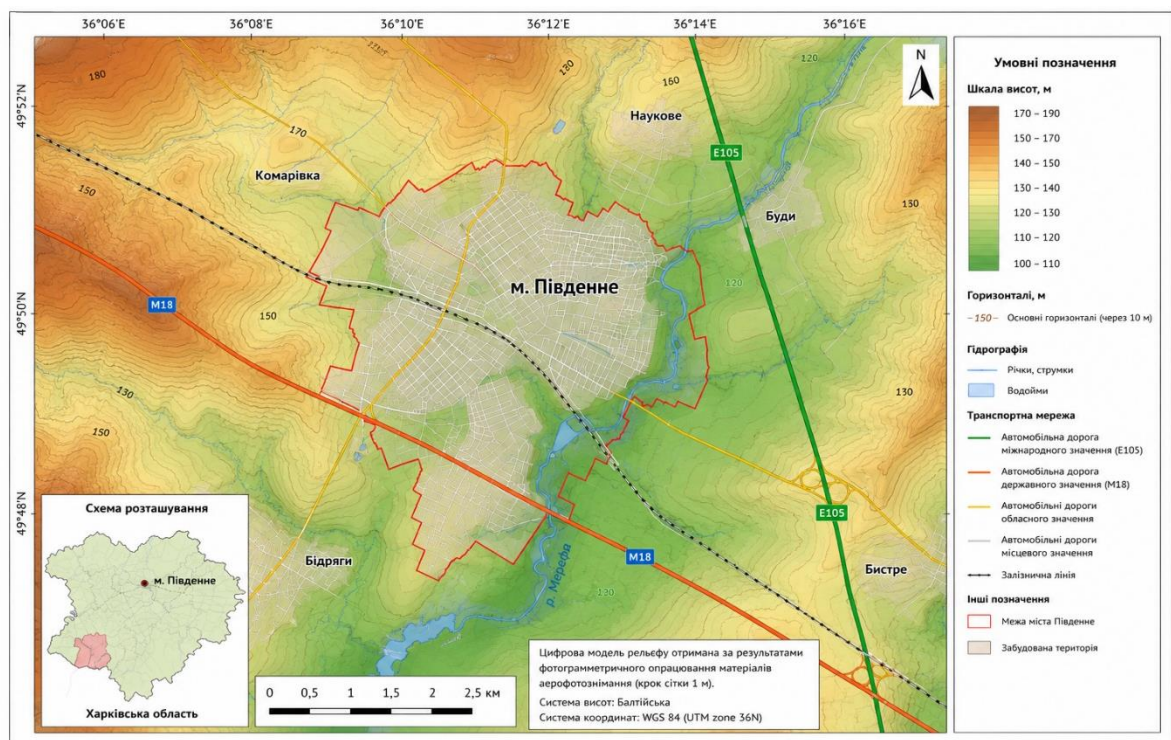 36°06'E 36°08'E 36°10'E 36°12'E 36°14'E 36°16'E
49°52'N
49°50'N
49°48'N
N
180
130
160
120
170
Наукове
E105
Комарівка
150
Буди
150
130
м. Південне
120
M18
150
130
150
130
E105
Бідряги
M18
Бистре
р. Мерефя
120
Схема розташування
м. Південне
Харківська область
0 0,5 1 1,5 2 2,5 км
Цифрова модель рельєфу отримана за результатами
фотограмметричного опрацювання матеріалів
аерофотознімання (крок сітки 1 м).
Система висот: Балтійська
Система координат: WGS 84 (UTM zone 36N)
Умовні позначення
Шкала висот, м
170 – 190
150 – 170
140 – 150
130 – 140
120 – 130
110 – 120
100 – 110
Горизонталі, м
150 Основні горизонталі (через 10 м)
Гідрографія
Річки, струмки
Водойми
Транспортна мережа
Автомобільна дорога
міжнародного значення (E105)
Автомобільна дорога
державного значення (M18)
Автомобільні дороги
обласного значення
Автомобільні дороги
місцевого значення
Залізнична лінія
Інші позначення
Межа міста Південне
Забудована територія